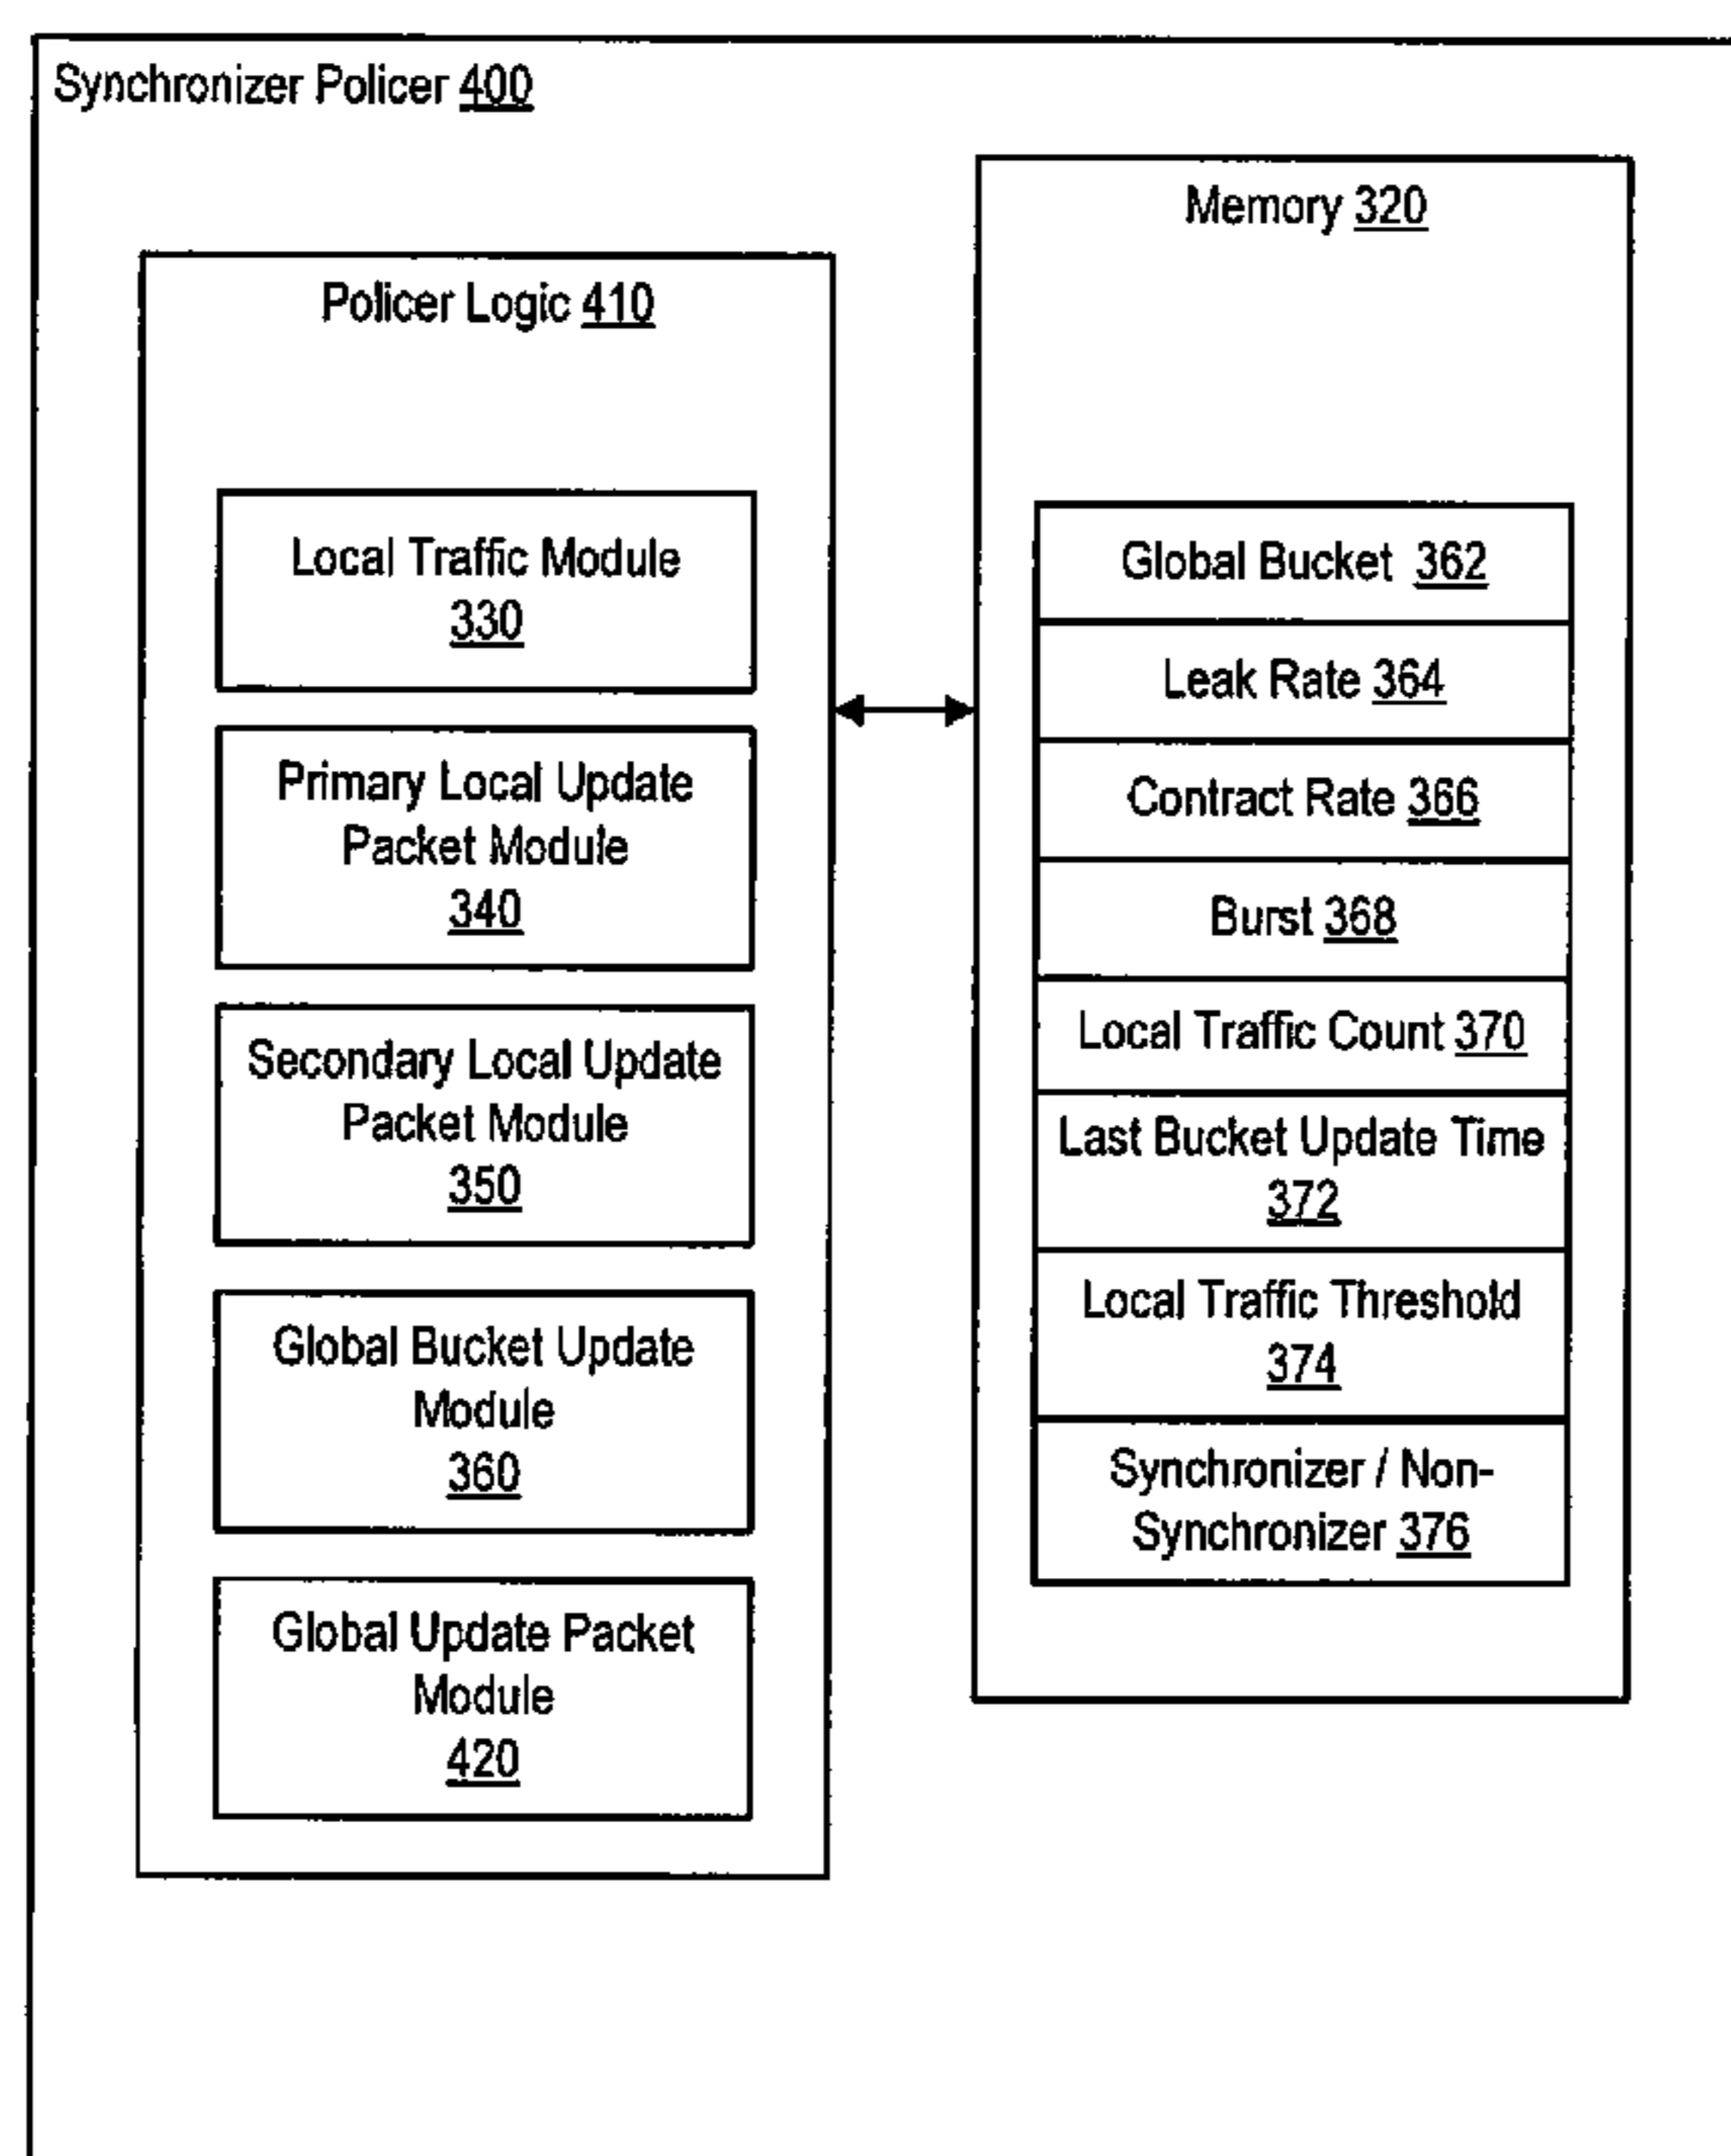 Synchronizer Policer 400
Policer Logic 410
Local Traffic Module
330
Primary Local Update
Packet Module
340
Secondary Local Update
Packet Module
350
Global Bucket Update
Module
360
Global Update Packet
Module
420
Memory 320
Global Bucket 362
Leak Rate 364
Contract Rate 366
Burst 368
Local Traffic Count 370
Last Bucket Update Time
372
Local Traffic Threshold
374
Synchronizer / Non-
Synchronizer 376